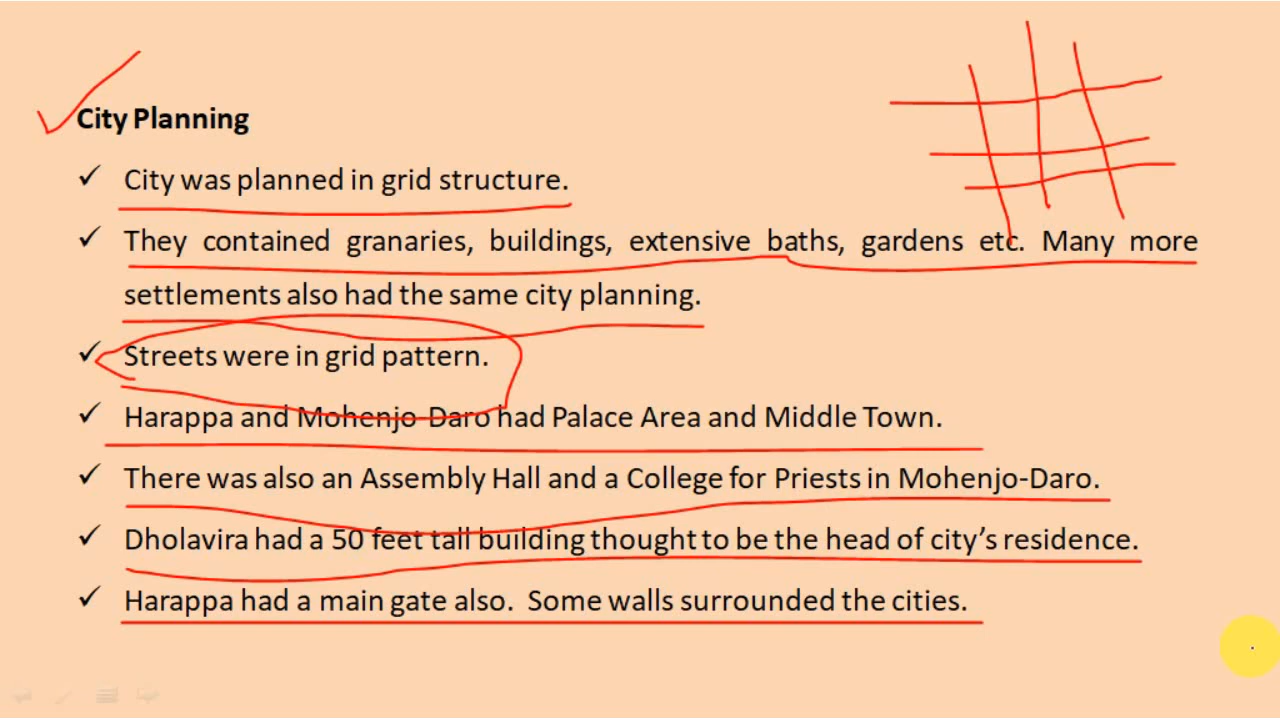 City Planning
✓ City was planned in grid structure.
✓ They contained granaries, buildings, extensive baths, gardens etc. Many more
settlements also had the same city planning.
✓ Streets were in grid pattern.
✓ Harappa and Mohenjo-Daro had Palace Area and Middle Town.
✓ There was also an Assembly Hall and a College for Priests in Mohenjo-Daro.
✓ Dholavira had a 50 feet tall building thought to be the head of city’s residence.
✓ Harappa had a main gate also. Some walls surrounded the cities.